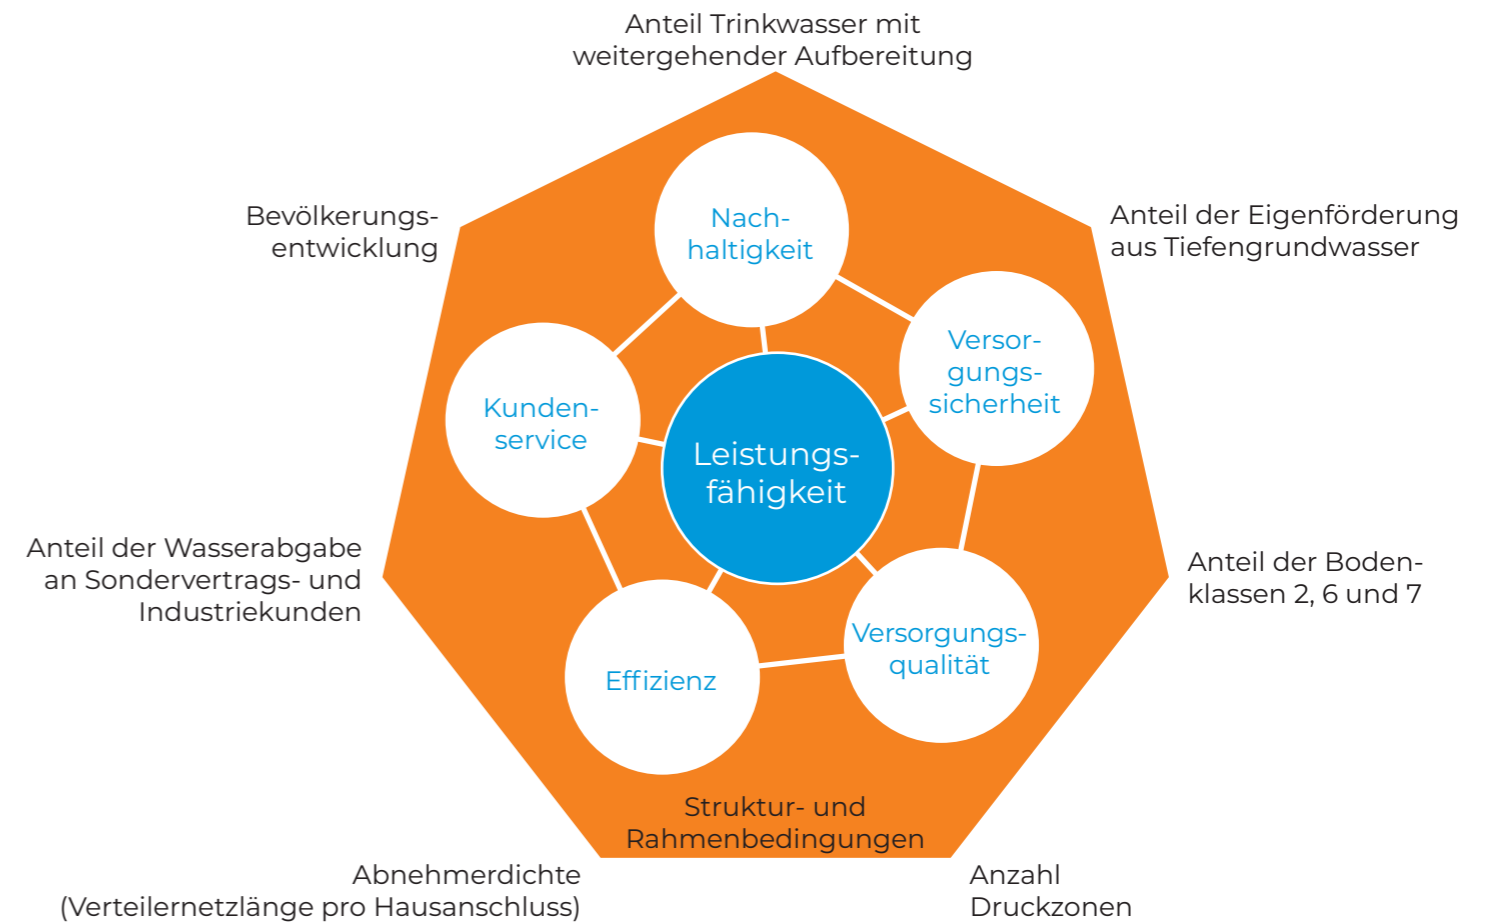 Anteil Trinkwasser mit
weitergehender Aufbereitung
Bevölkerungs-
entwicklung
Anteil der Eigenförderung
aus Tiefengrundwasser
Nach-
haltigkeit
Versor-
gungs-
sicherheit
Kunden-
service
Leistungs-
fähigkeit
Anteil der Wasserabgabe
an Sondervertrags- und
Industriekunden
Anteil der Boden-
klassen 2, 6 und 7
Versorgungs-
qualität
Effizienz
Struktur- und
Rahmenbedingungen
Abnehmerdichte
(Verteilernetzlänge pro Hausanschluss)
Anzahl
Druckzonen